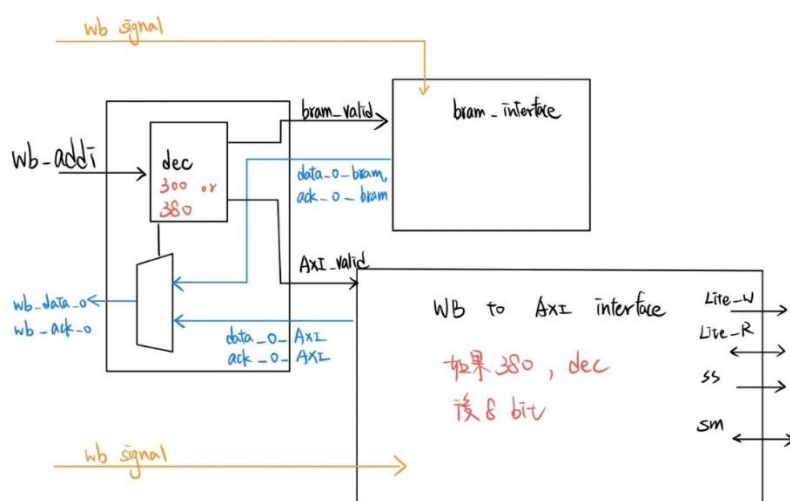 wb signal
bram_valid
bram_interface
wb_addi
dec
300 or
380
data_o_bram,
ack_o_bram
AXI_valid
WB to AXI interface
Lite_W
Lite_R
wb_data_o
wb_ack_o
data_o_AXI
ack_o_AXI
如果380, dec
後8 bit
SS
SM
wb signal